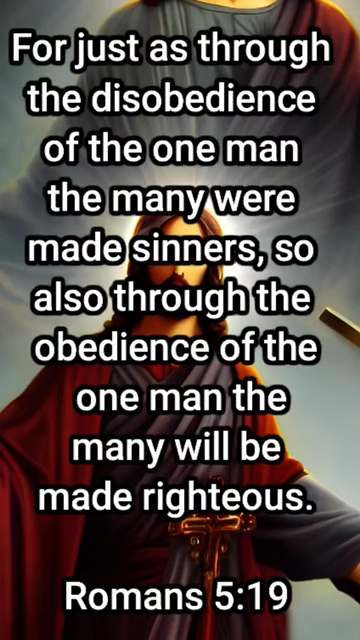 For just as through
the disobedience
of the one man
the many were
made sinners, so
also through the
obedience of the
one man the
many will be
made righteous.
Romans 5:19